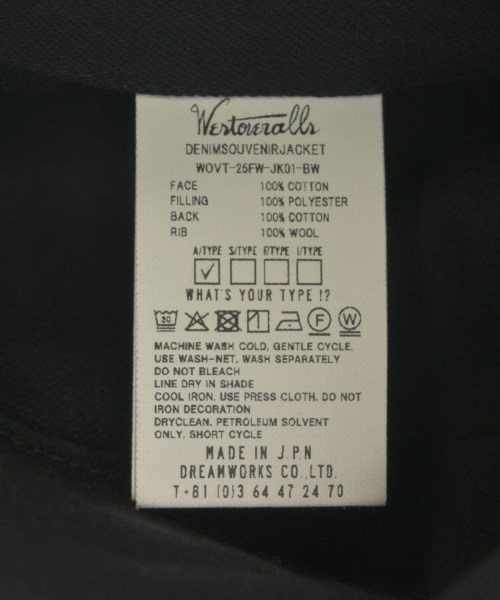 Westoveralls
DENIMSOUVENIRJACKET
WOVT-25FW-JK01-BW
FACE 100% COTTON
FILLING 100% POLYESTER
BACK 100% COTTON
RIB 100% WOOL
A/TYPE S/TYPE F/TYPE I/TYPE
WHAT'S YOUR TYPE !?
30 F W
MACHINE WASH COLD, GENTLE CYCLE.
USE WASH-NET. WASH SEPARATELY
DO NOT BLEACH
LINE DRY IN SHADE
COOL IRON. USE PRESS CLOTH. DO NOT
IRON DECORATION
DRYCLEAN. PETROLEUM SOLVENT
ONLY. SHORT CYCLE
MADE IN J.PN
DREAMWORKS CO.,LTD.
T+81 (0)3 64 47 24 70